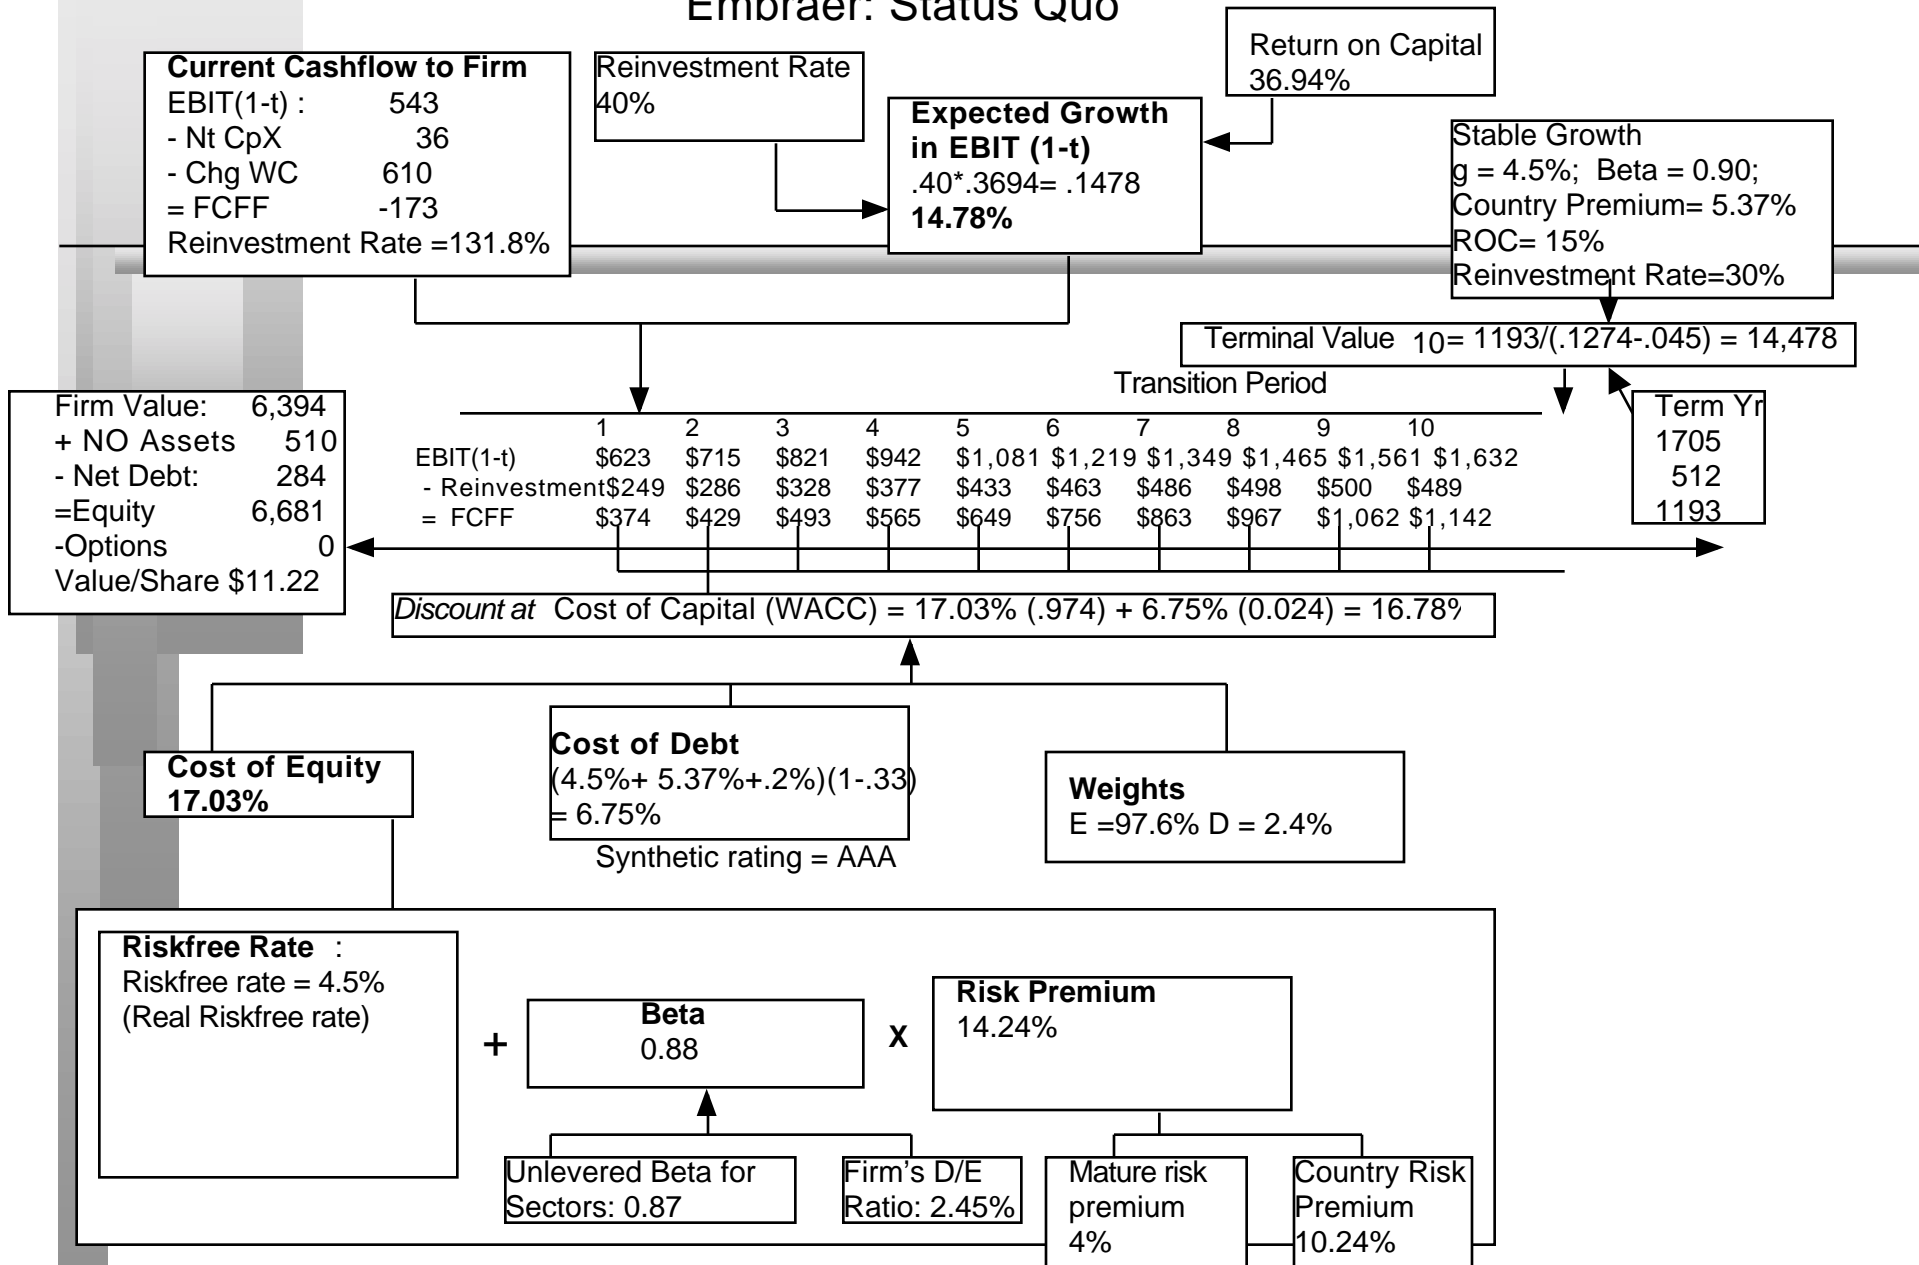 Embraer: Status Quo
Current Cashflow to Firm
EBIT(1-t) : 543
- Nt CpX 36
- Chg WC 610
= FCFF -173
Reinvestment Rate =131.8%
Reinvestment Rate
40%
Expected Growth
in EBIT (1-t)
.40*.3694= .1478
14.78%
Return on Capital
36.94%
Stable Growth
g = 4.5%; Beta = 0.90;
Country Premium= 5.37%
ROC= 15%
Reinvestment Rate=30%
Terminal Value 10= 1193/(.1274-.045) = 14,478
Transition Period
Firm Value: 6,394
+ NO Assets 510
- Net Debt: 284
=Equity 6,681
-Options 0
Value/Share $11.22
1 2 3 4 5 6 7 8 9 10
EBIT(1-t) $623 $715 $821 $942 $1,081 $1,219 $1,349 $1,465 $1,561 $1,632
- Reinvestment$249 $286 $328 $377 $433 $463 $486 $498 $500 $489
= FCFF $374 $429 $493 $565 $649 $756 $863 $967 $1,062 $1,142
Term Yr
1705
512
1193
Discount at Cost of Capital (WACC) = 17.03% (.974) + 6.75% (0.024) = 16.78%
Cost of Equity
17.03%
Cost of Debt
(4.5%+ 5.37%+.2%)(1-.33)
= 6.75%
Synthetic rating = AAA
Weights
E =97.6% D = 2.4%
Riskfree Rate :
Riskfree rate = 4.5%
(Real Riskfree rate)
+
Beta
0.88
X
Risk Premium
14.24%
Unlevered Beta for
Sectors: 0.87
Firm’s D/E
Ratio: 2.45%
Mature risk
premium
4%
Country Risk
Premium
10.24%